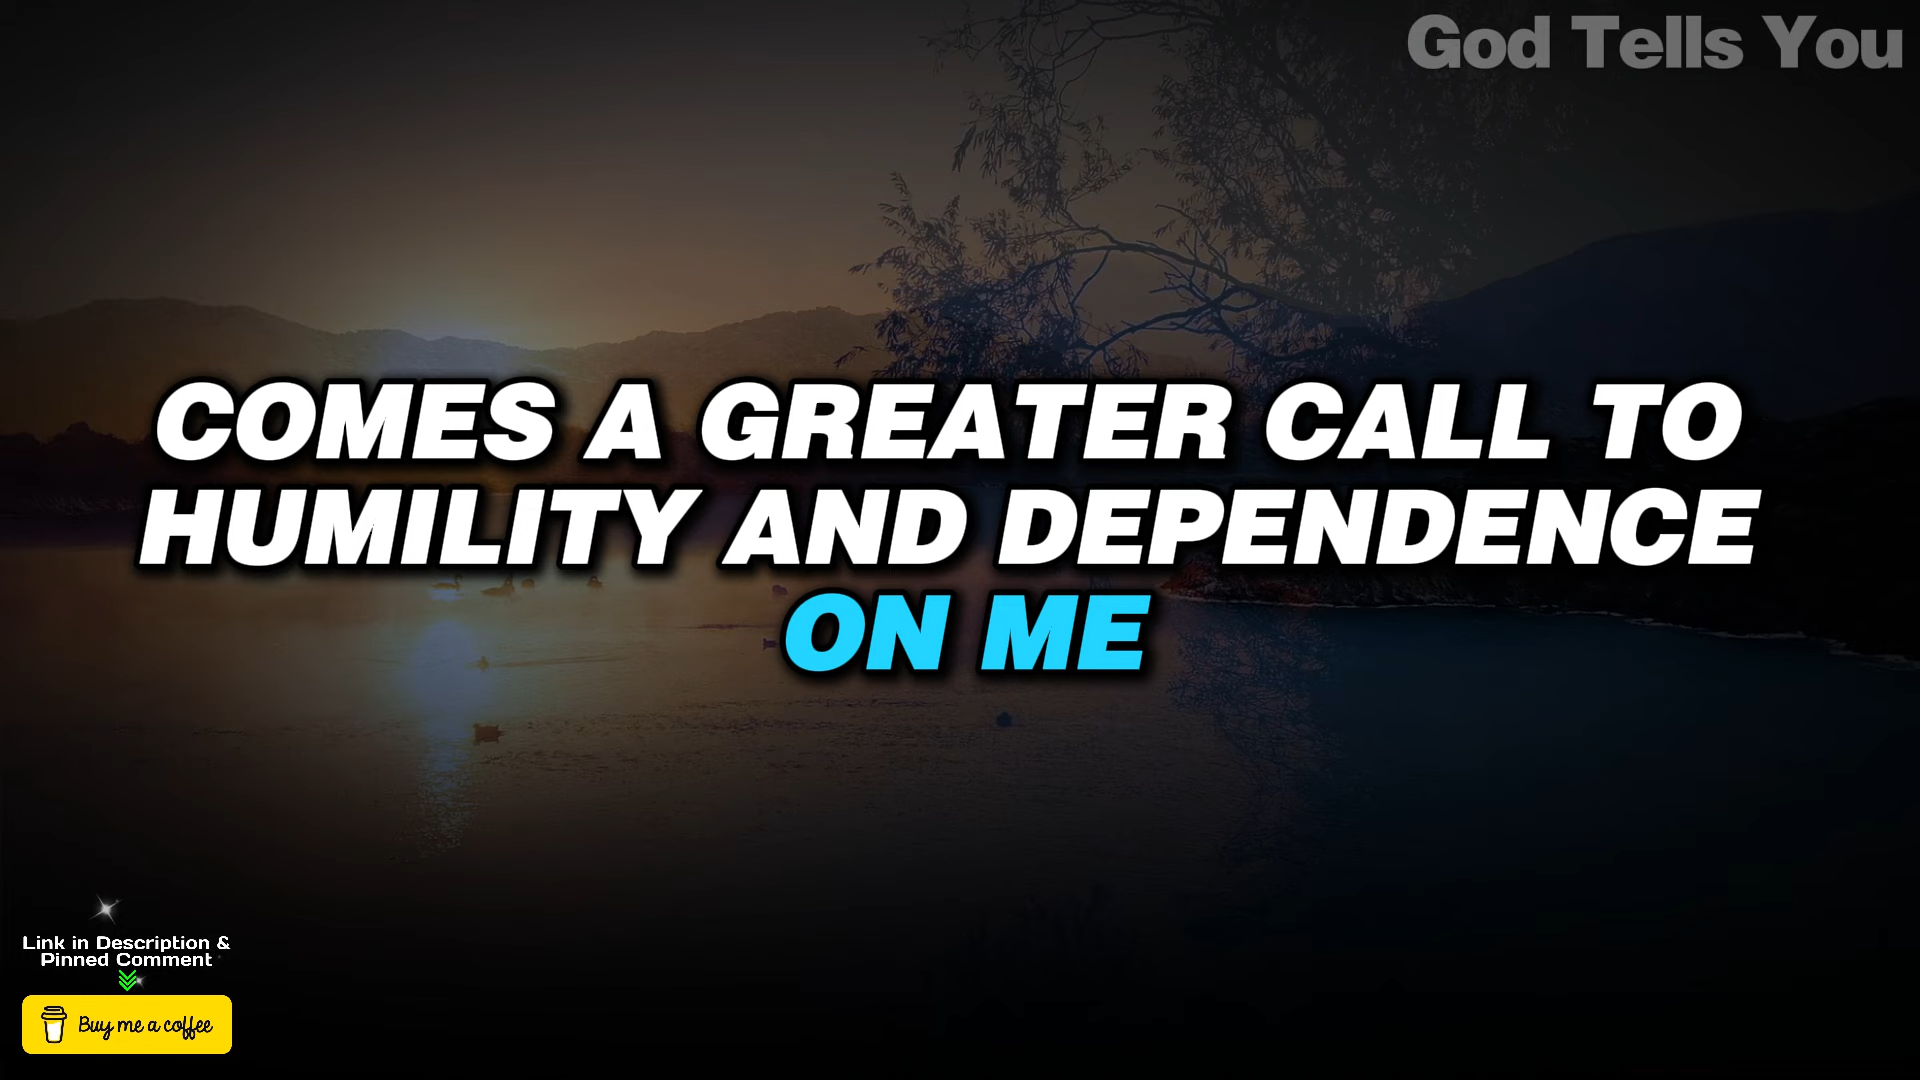 God Tells You
COMES A GREATER CALL TO
HUMILITY AND DEPENDENCE
ON ME
Link in Description &
Pinned Comment
Buy me a coffee